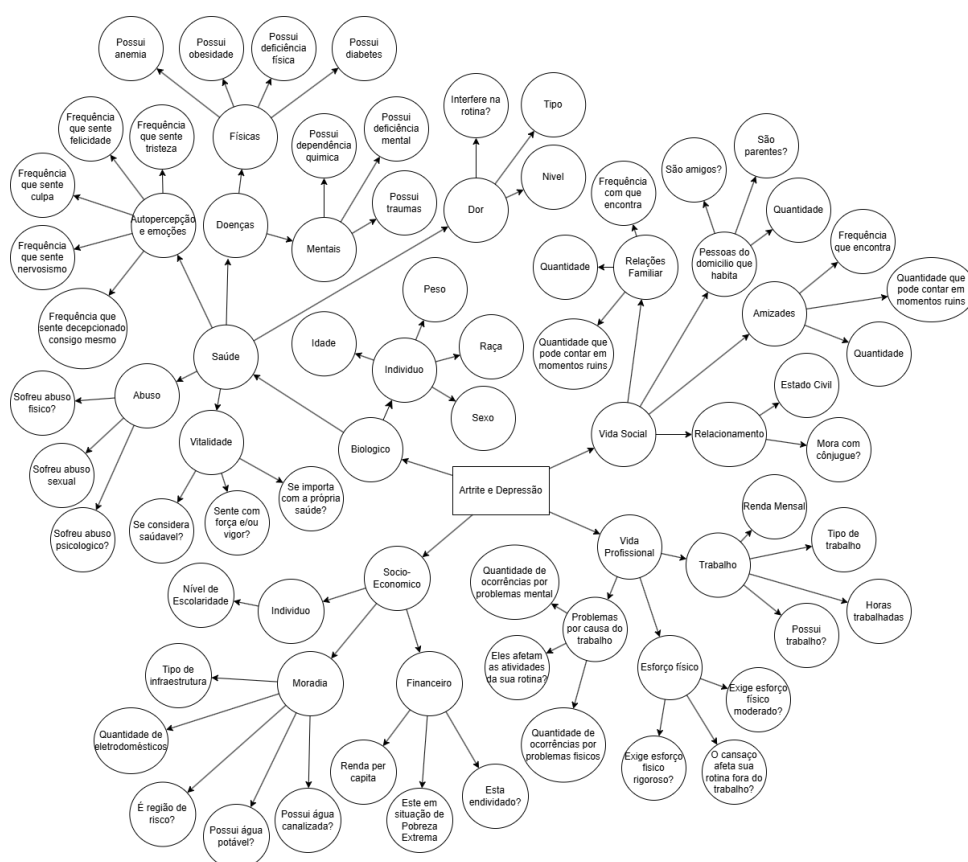 Possui
anemia
Possui
obesidade
Possui
deficiência
física
Possui
diabetes
Físicas
Frequência
que sente
felicidade
Frequência
que sente
tristeza
Frequência
que sente
culpa
Frequência
que sente
nervosismo
Frequência que
sente decepcionado
consigo mesmo
Autopercepção
e emoções
Doenças
Possui
dependência
quimica
Possui
deficiência
mental
Possui
traumas
Mentais
Interfere na
rotina?
Tipo
Nivel
Dor
Saúde
Abuso
Sofreu abuso
fisico?
Sofreu abuso
sexual
Sofreu abuso
psicologico?
Vitalidade
Se considera
saúdavel?
Sente com
força e/ou
vigor?
Se importa
com a própria
saúde?
Biologico
Individuo
Idade
Peso
Raça
Sexo
Artrite e Depressão
Vida Social
Relações
Familiar
Frequência
com que
encontra
Quantidade
Quantidade que
pode contar em
momentos ruins
Pessoas do
domicilio que
habita
São amigos?
São
parentes?
Quantidade
Amizades
Frequência
que encontra
Quantidade que
pode contar em
momentos ruins
Quantidade
Relacionamento
Estado Civil
Mora com
cônjugue?
Vida
Profissional
Trabalho
Renda Mensal
Tipo de
trabalho
Horas
trabalhadas
Possui
trabalho?
Problemas
por causa do
trabalho
Quantidade de
ocorrências por
problemas mental
Eles afetam
as atividades
da sua rotina?
Quantidade de
ocorrências por
problemas fisicos
Esforço físico
Exige esforço
físico
moderado?
Exige esforço
fisico
rigoroso?
O cansaço
afeta sua
rotina fora do
trabalho?
Socio-
Economico
Individuo
Nível de
Escolaridade
Moradia
Tipo de
infraestrutura
Quantidade de
eletrodomésticos
É região de
risco?
Possui água
potável?
Possui água
canalizada?
Financeiro
Renda per
capita
Este em
situação de
Pobreza
Extrema
Esta
endividado?